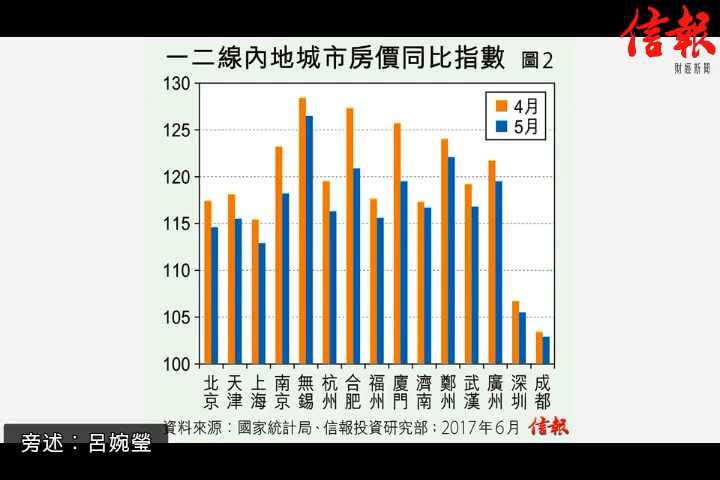 信報
財經新聞
一二線內地城市房價同比指數 圖2
130
125
120
115
110
105
100
4月
5月
北京 天津 上海 南京 無錫 杭州 合肥 福州 廈門 濟南 鄭州 武漢 廣州 深圳 成都
資料來源：國家統計局、信報投資研究部；2017年6月 信報
旁述：呂婉瑩